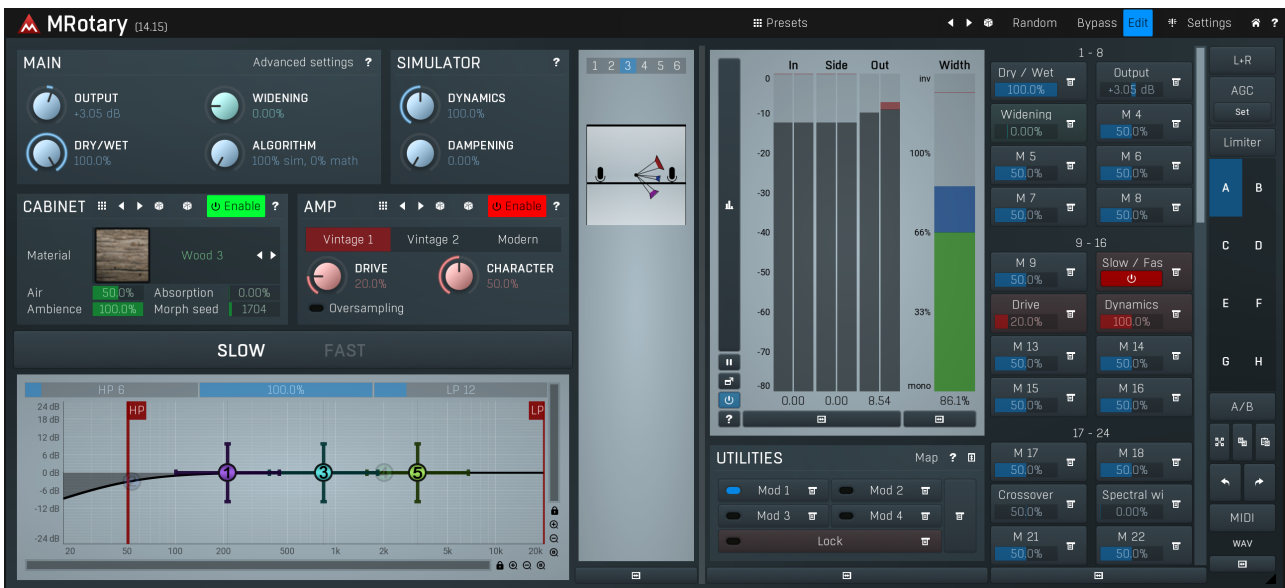 MRotary (14.15)
Presets
Random
Bypass
Edit
Settings
?
MAIN
Advanced settings ?
OUTPUT
+3.05 dB
WIDENING
0.00%
DRY/WET
100.0%
ALGORITHM
100% sim, 0% math
SIMULATOR
?
DYNAMICS
100.0%
DAMPENING
0.00%
CABINET
Enable
?
Material
Wood 3
Air
50.0%
Absorption
0.00%
Ambience
100.0%
Morph seed
1704
AMP
Enable
?
Vintage 1
Vintage 2
Modern
DRIVE
20.0%
CHARACTER
50.0%
Oversampling
SLOW
FAST
HP 6
100.0%
LP 12
24 dB
18 dB
12 dB
6 dB
0 dB
-6 dB
-12 dB
-24 dB
HP
LP
1
3
4
5
20
50
100
200
500
1k
2k
5k
10k
20k
1 2 3 4 5 6
In
Side
Out
Width
0
-10
-20
-30
-40
-50
-60
-70
-80
inv
100%
66%
33%
mono
0.00
0.00
8.54
86.1%
?
UTILITIES
Map ?
Mod 1
Mod 2
Mod 3
Mod 4
Lock
1 - 8
Dry / Wet
100.0%
Output
+3.05 dB
Widening
0.00%
M 4
50.0%
M 5
50.0%
M 6
50.0%
M 7
50.0%
M 8
50.0%
9 - 16
M 9
50.0%
Slow / Fas
Drive
20.0%
Dynamics
100.0%
M 13
50.0%
M 14
50.0%
M 15
50.0%
M 16
50.0%
17 - 24
M 17
50.0%
M 18
50.0%
Crossover
50.0%
Spectral wi
0.00%
M 21
50.0%
M 22
50.0%
L+R
AGC
Set
Limiter
A
B
C
D
E
F
G
H
A/B
MIDI
WAV